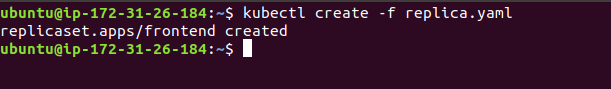 ubuntu@ip-172-31-26-184:~$ kubectl create -f replica.yaml
replicaset.apps/frontend created
ubuntu@ip-172-31-26-184:~$